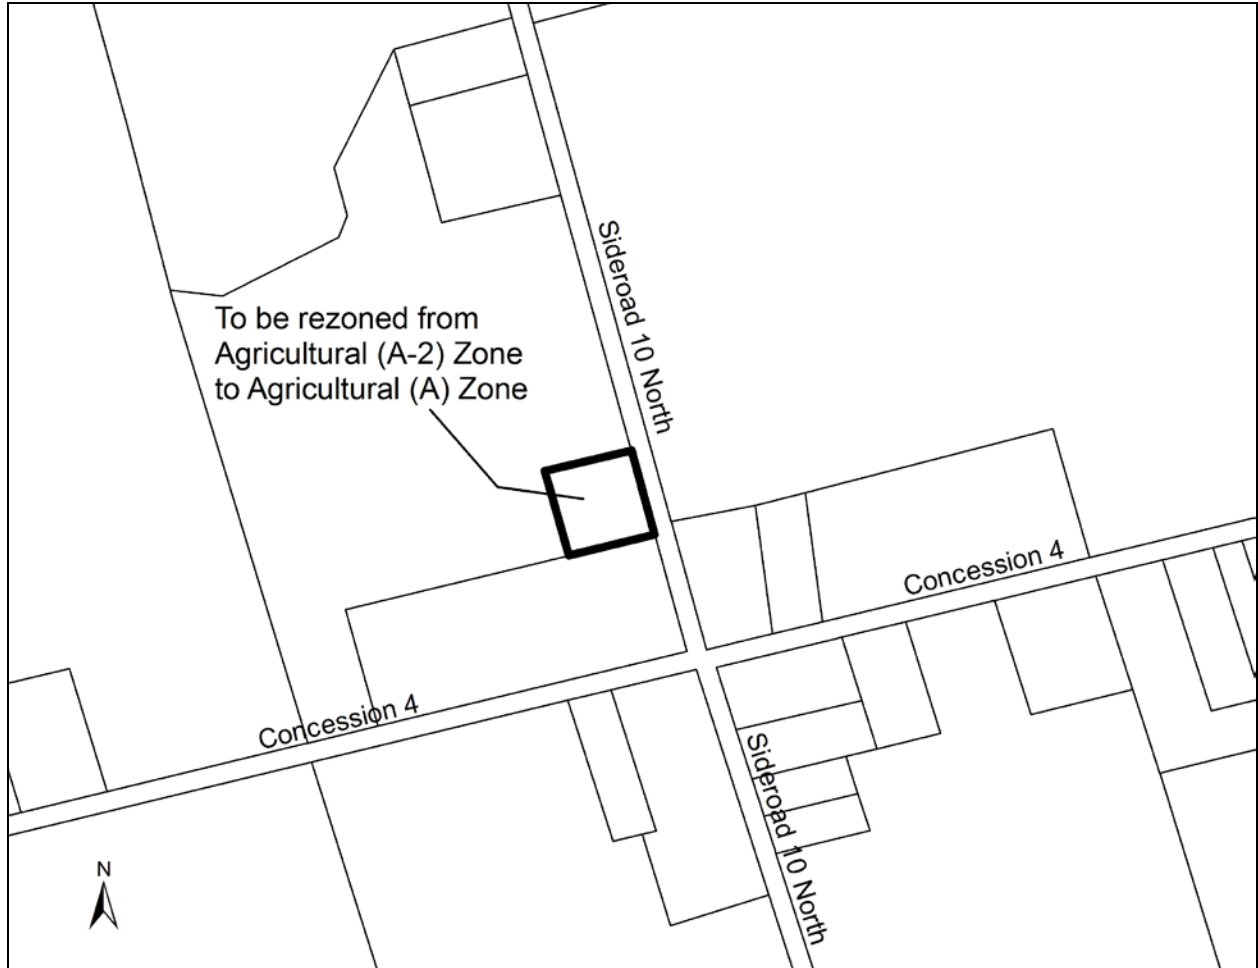 Sideroad 10 North
To be rezoned from
Agricultural (A-2) Zone
to Agricultural (A) Zone
Concession 4
Concession 4
Sideroad 10 North
N